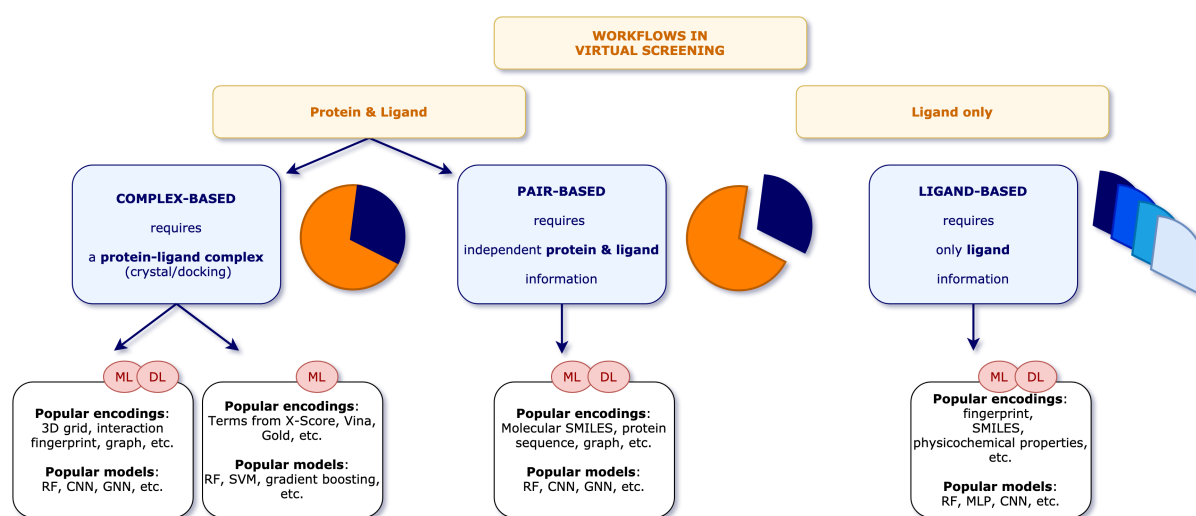 WORKFLOWS IN
VIRTUAL SCREENING
Protein & Ligand
Ligand only
COMPLEX-BASED
requires
a protein-ligand complex
(crystal/docking)
PAIR-BASED
requires
independent protein & ligand
information
LIGAND-BASED
requires
only ligand
information
ML
DL
Popular encodings:
3D grid, interaction
fingerprint, graph, etc.
Popular models:
RF, CNN, GNN, etc.
ML
Popular encodings:
Terms from X-Score, Vina,
Gold, etc.
Popular models:
RF, SVM, gradient boosting,
etc.
ML
DL
Popular encodings:
Molecular SMILES, protein
sequence, graph, etc.
Popular models:
RF, CNN, GNN, etc.
ML
DL
Popular encodings:
fingerprint,
SMILES,
physicochemical properties,
etc.
Popular models:
RF, MLP, CNN, etc.